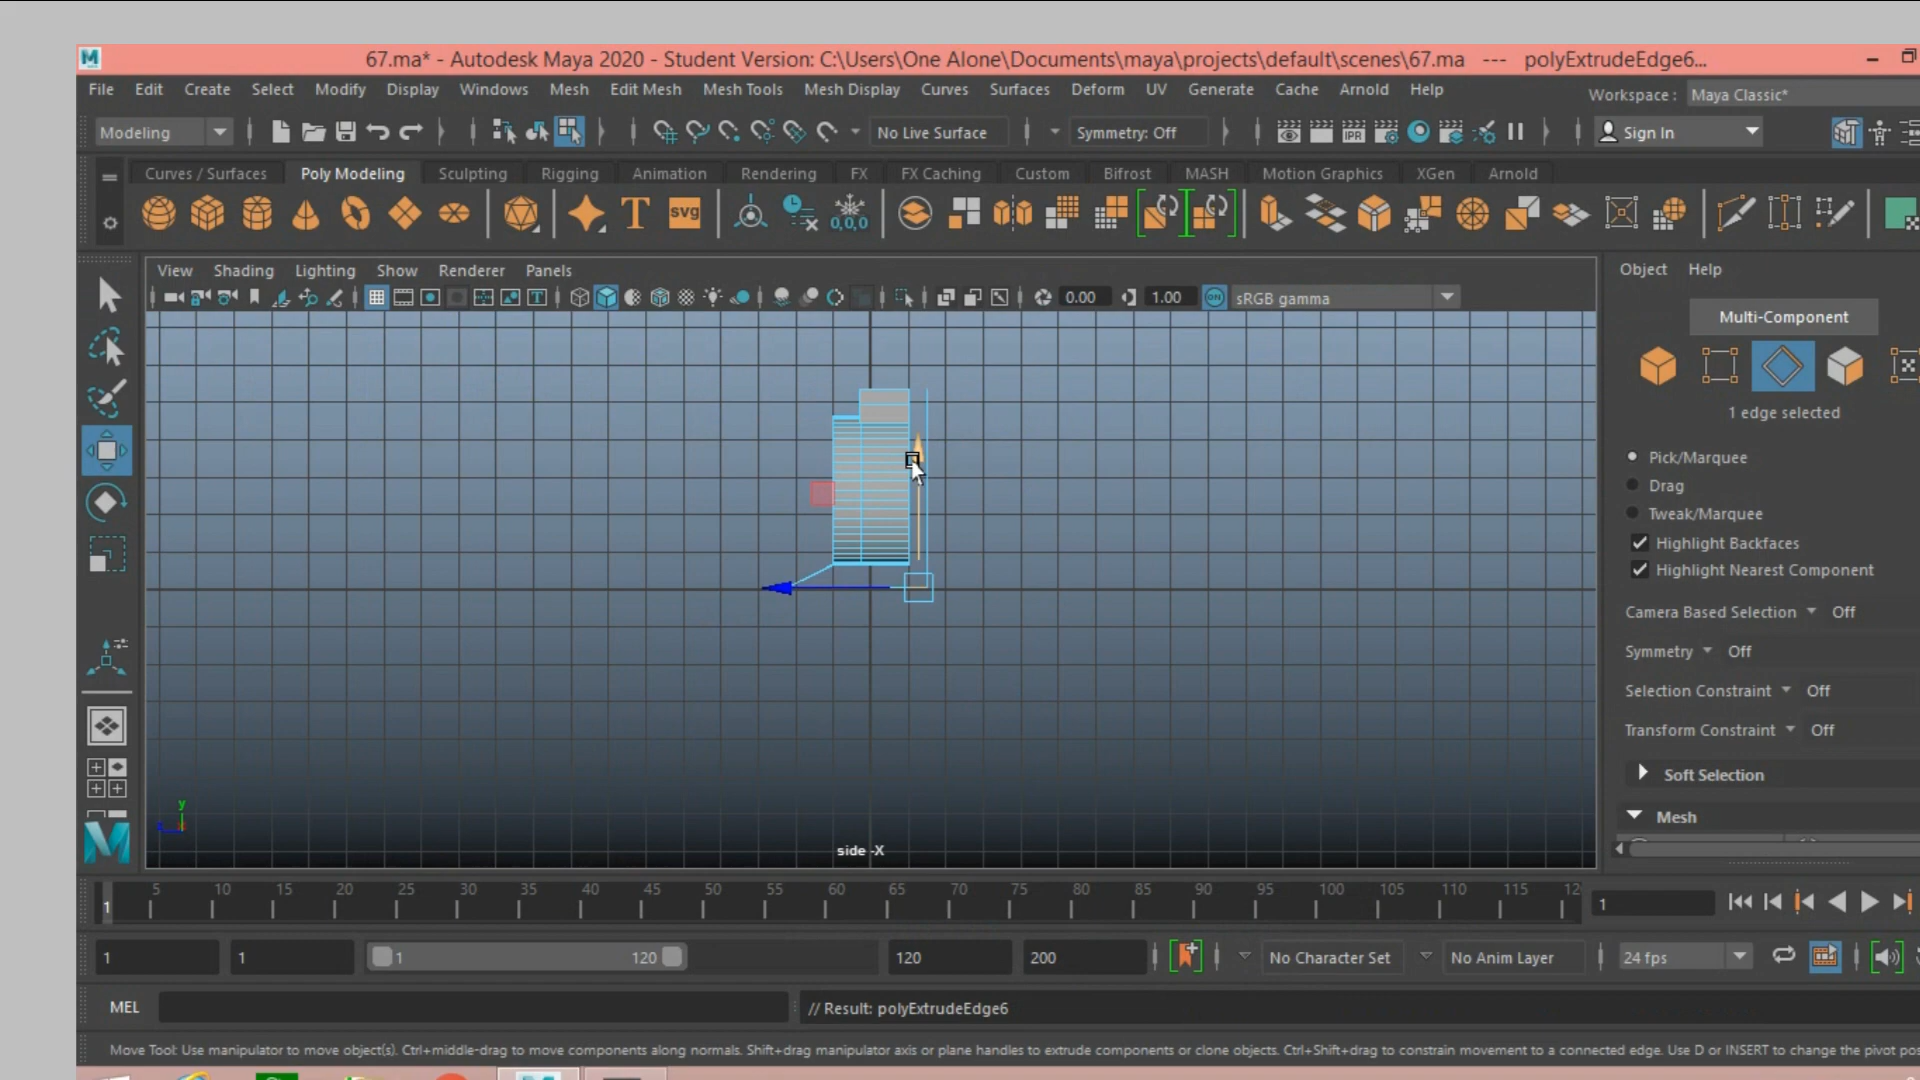 67.ma* - Autodesk Maya 2020 - Student Version: C:\Users\One Alone\Documents\maya\projects\default\scenes\67.ma --- polyExtrudeEdge6...
File Edit Create Select Modify Display Windows Mesh Edit Mesh Mesh Tools Mesh Display Curves Surfaces Deform UV Generate Cache Arnold Help
Workspace : Maya Classic*
Modeling No Live Surface Symmetry: Off IPR Sign In
Curves / Surfaces Poly Modeling Sculpting Rigging Animation Rendering FX FX Caching Custom Bifrost MASH Motion Graphics XGen Arnold
T svg 0,0,0
View Shading Lighting Show Renderer Panels
0.00 1.00 ON sRGB gamma
Object Help
Multi-Component
1 edge selected
Pick/Marquee
Drag
Tweak/Marquee
Highlight Backfaces
Highlight Nearest Component
Camera Based Selection Off
Symmetry Off
Selection Constraint Off
Transform Constraint Off
Soft Selection
Mesh
y
side -X
5 10 15 20 25 30 35 40 45 50 55 60 65 70 75 80 85 90 95 100 105 110 115 12
1 1
1 1 1 120 120 200 No Character Set No Anim Layer 24 fps
MEL // Result: polyExtrudeEdge6
Move Tool: Use manipulator to move object(s). Ctrl+middle-drag to move components along normals. Shift+drag manipulator axis or plane handles to extrude components or clone objects. Ctrl+Shift+drag to constrain movement to a connected edge. Use D or INSERT to change the pivot pos